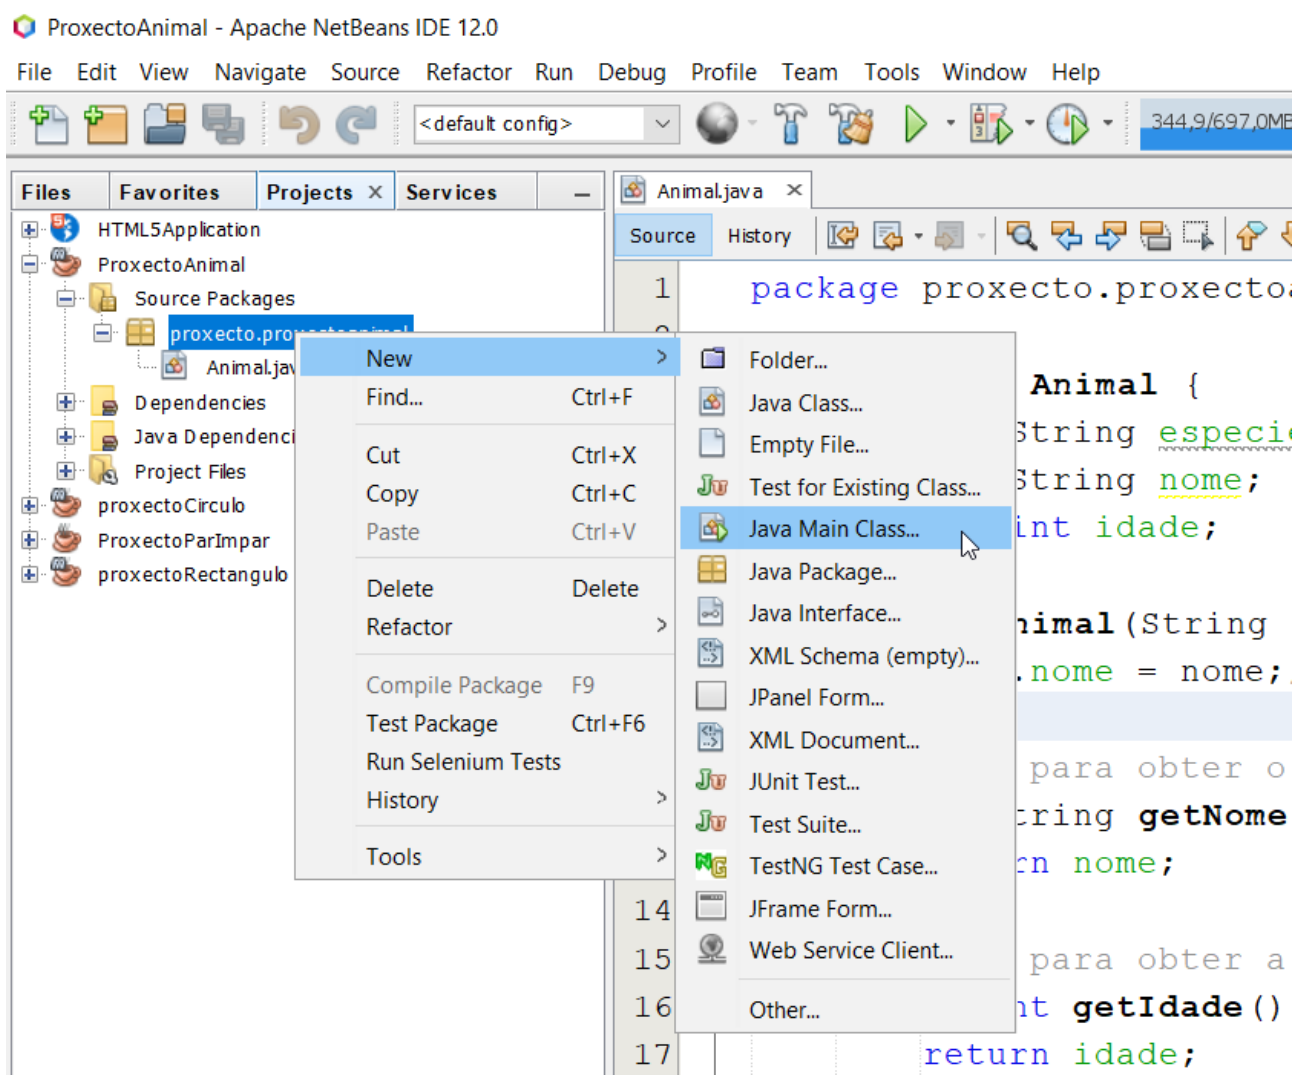 ProxectoAnimal - Apache NetBeans IDE 12.0
File Edit View Navigate Source Refactor Run Debug Profile Team Tools Window Help
<default config>
344,9/697,0MB
Files Favorites Projects Services
Animal.java
Source History
HTML5Application
ProxectoAnimal
Source Packages
proxecto.proxectoanimal
Animal.jav
Dependencies
Java Dependenci
Project Files
proxectoCirculo
ProxectoParImpar
proxectoRectangulo
New
Find... Ctrl+F
Cut Ctrl+X
Copy Ctrl+C
Paste Ctrl+V
Delete Delete
Refactor
Compile Package F9
Test Package Ctrl+F6
Run Selenium Tests
History
Tools
Folder...
Java Class...
Empty File...
Test for Existing Class...
Java Main Class...
Java Package...
Java Interface...
XML Schema (empty)...
JPanel Form...
XML Document...
JUnit Test...
Test Suite...
TestNG Test Case...
JFrame Form...
Web Service Client...
Other...
1 package proxecto.proxectoa
Animal {
String especie
String nome;
int idade;
nimal(String
.nome = nome;
para obter o
tring getNome
rn nome;
14
15 para obter a
16 nt getIdade()
17 return idade;